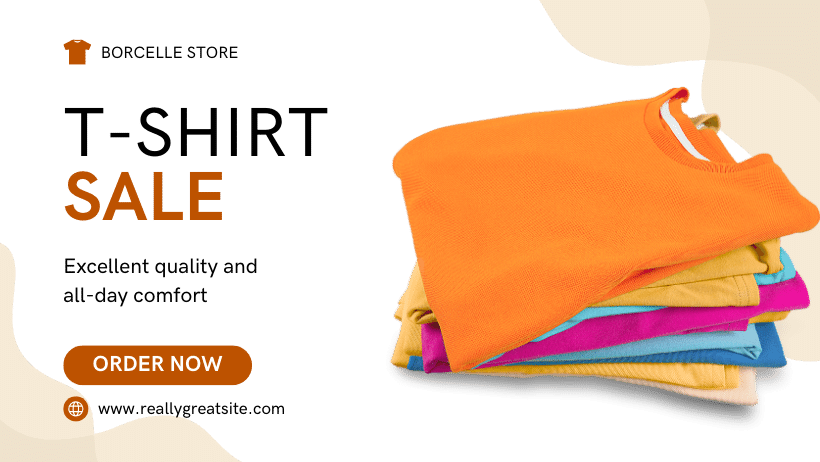 BORCELLE STORE
T-SHIRT
SALE
Excellent quality and
all-day comfort
ORDER NOW
www.reallygreatsite.com